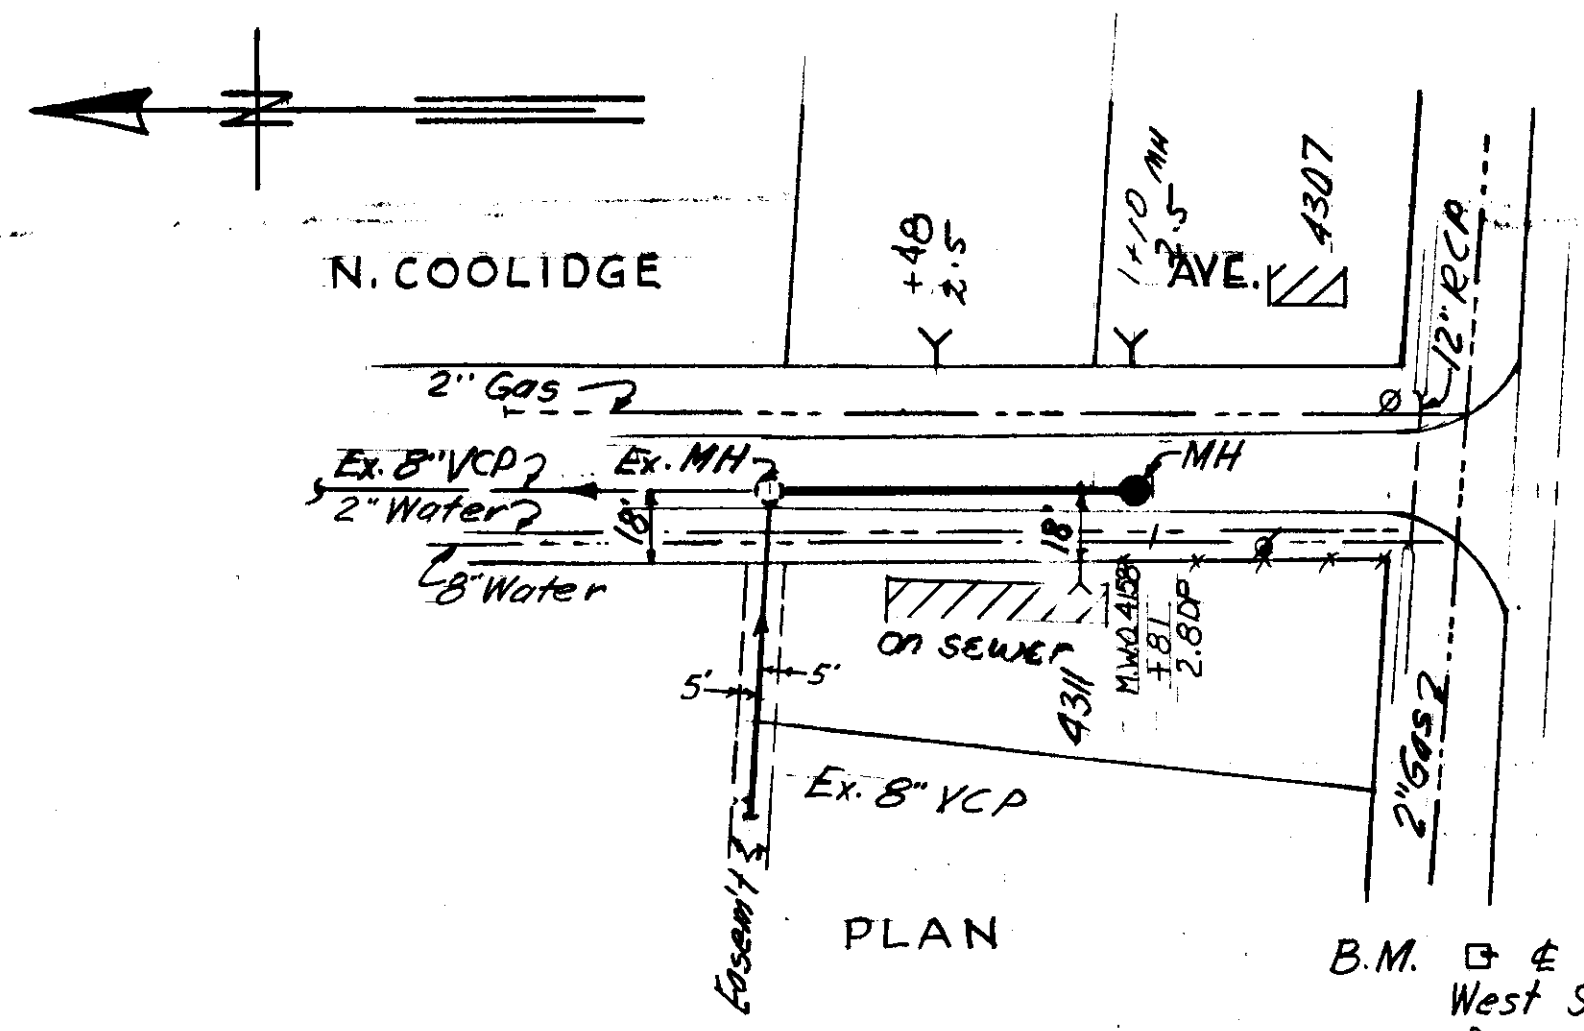 N
N. COOLIDGE AVE.
+48
2.5
1+10 MH
2.5
4307
12" RCP
2" Gas
Ex. 8" VCP
Ex. MH
MH
2" Water
18'
18'
8" Water
on sewer
4311
M.W.O. 4158
+81
2.8 DP
5'
5'
2" Gas
Ex. 8" VCP
Easem't
PLAN
B.M. ℄
West S